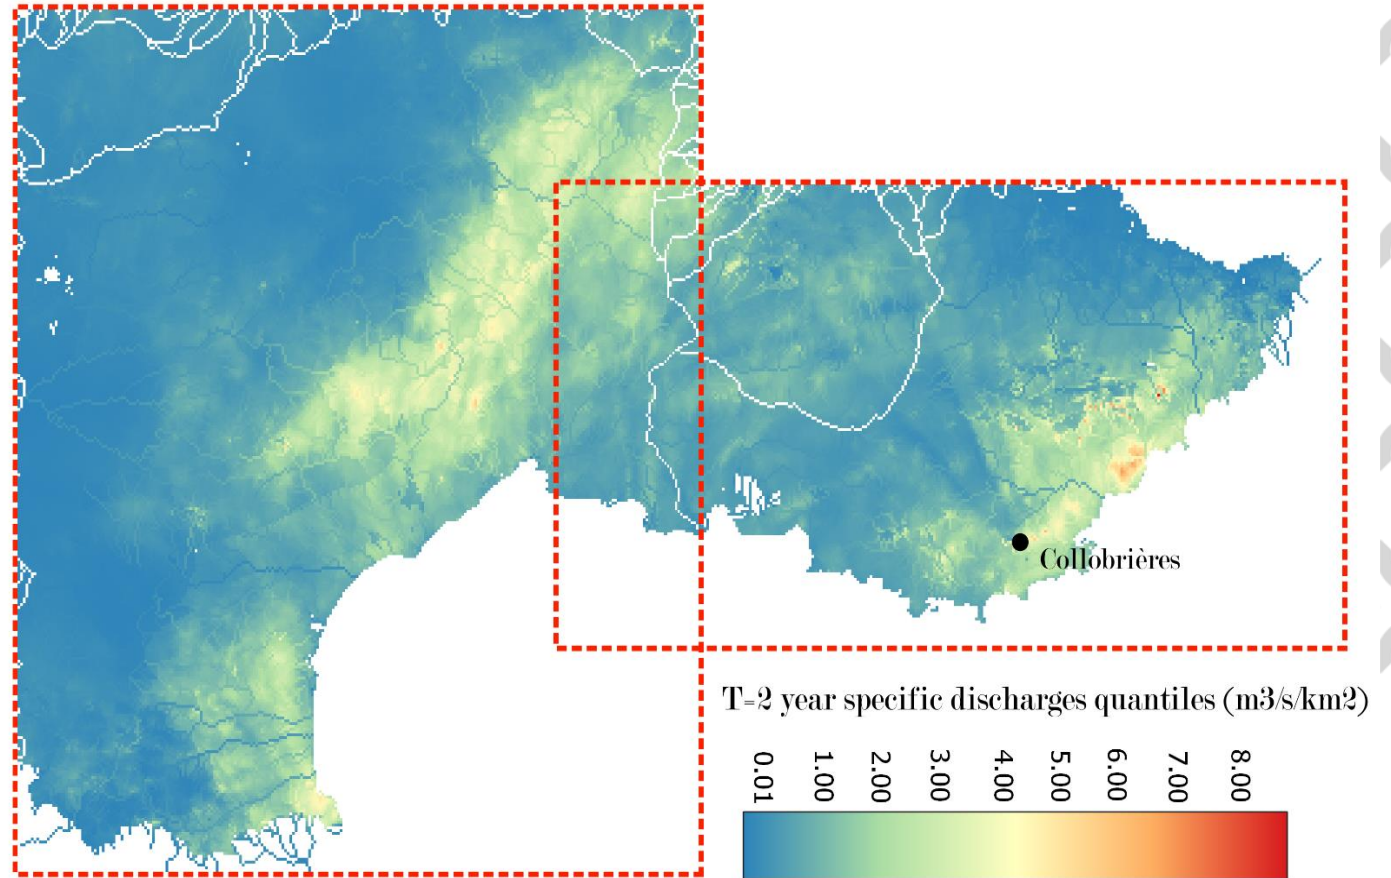 Collobrières
T=2 year specific discharges quantiles (m3/s/km2)
0.01 1.00 2.00 3.00 4.00 5.00 6.00 7.00 8.00